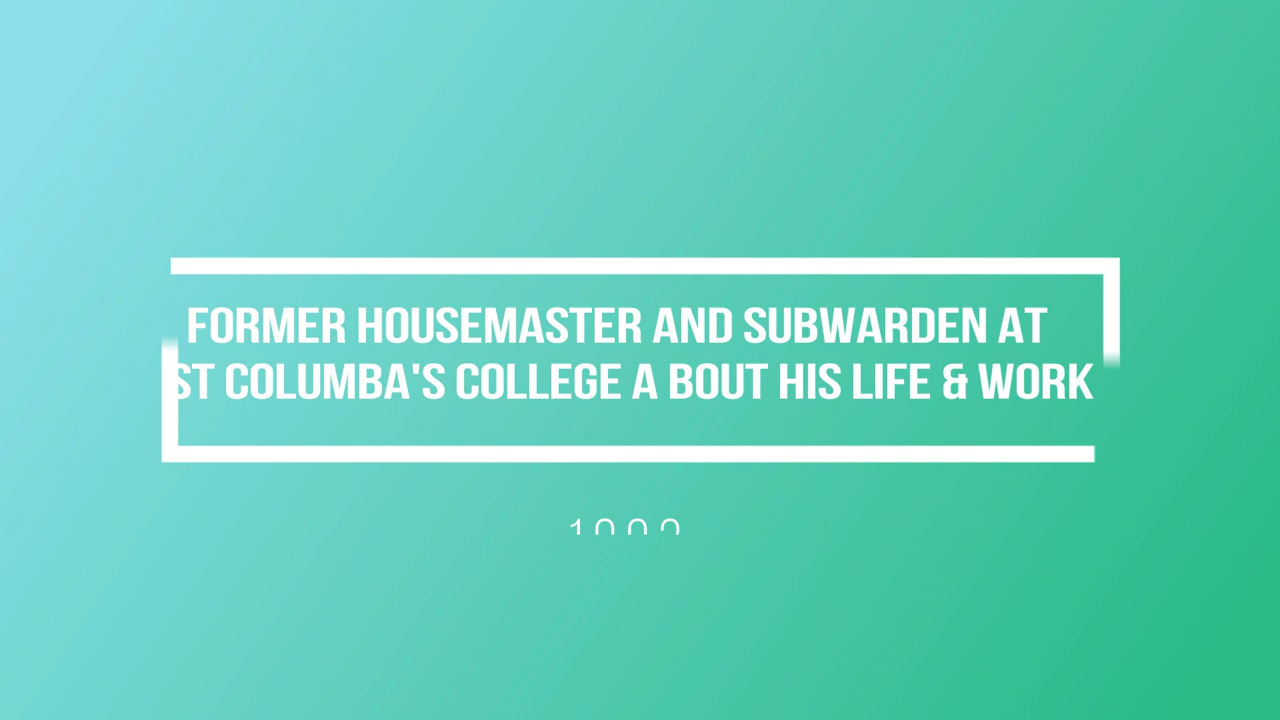 FORMER HOUSEMASTER AND SUBWARDEN AT
ST COLUMBA'S COLLEGE A BOUT HIS LIFE & WORK